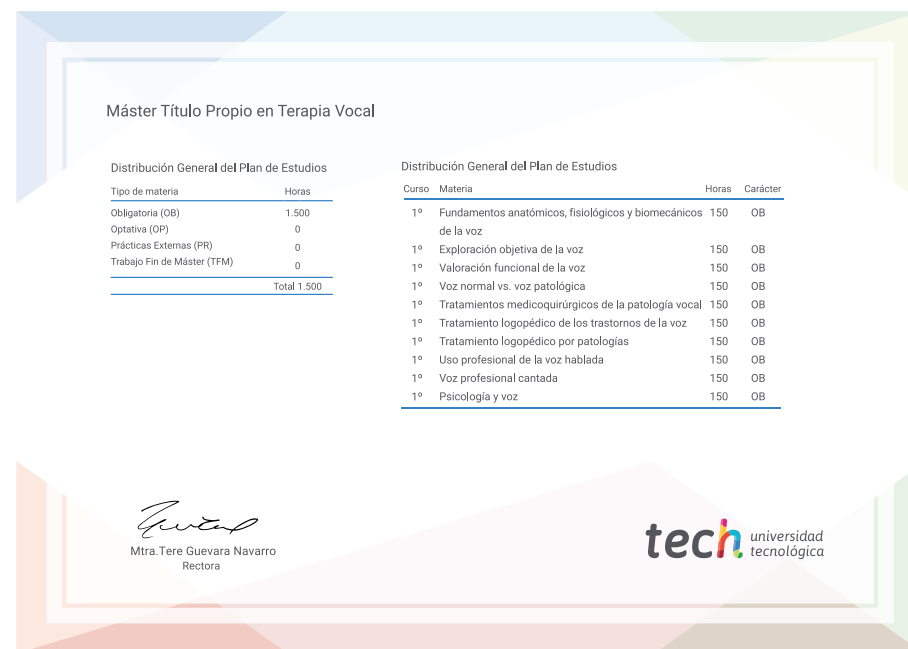 Máster Título Propio en Terapia Vocal
Distribución General del Plan de Estudios
Tipo de materia Horas
Obligatoria (OB) 1.500
Optativa (OP) 0
Prácticas Externas (PR) 0
Trabajo Fin de Máster (TFM) 0
Total 1.500
Distribución General del Plan de Estudios
Curso Materia Horas Carácter
1º Fundamentos anatómicos, fisiológicos y biomecánicos 150 OB
de la voz
1º Exploración objetiva de la voz 150 OB
1º Valoración funcional de la voz 150 OB
1º Voz normal vs. voz patológica 150 OB
1º Tratamientos medicoquirúrgicos de la patología vocal 150 OB
1º Tratamiento logopédico de los trastornos de la voz 150 OB
1º Tratamiento logopédico por patologías 150 OB
1º Uso profesional de la voz hablada 150 OB
1º Voz profesional cantada 150 OB
1º Psicología y voz 150 OB
Mtra.Tere Guevara Navarro
Rectora
tech universidad
tecnológica